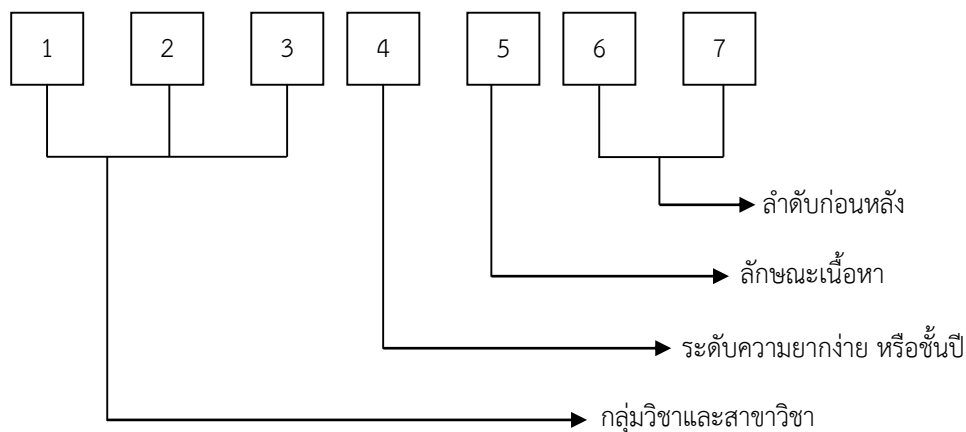 1 2 3 4 5 6 7
ลำดับก่อนหลัง
ลักษณะเนื้อหา
ระดับความยากง่าย หรือชั้นปี
กลุ่มวิชาและสาขาวิชา